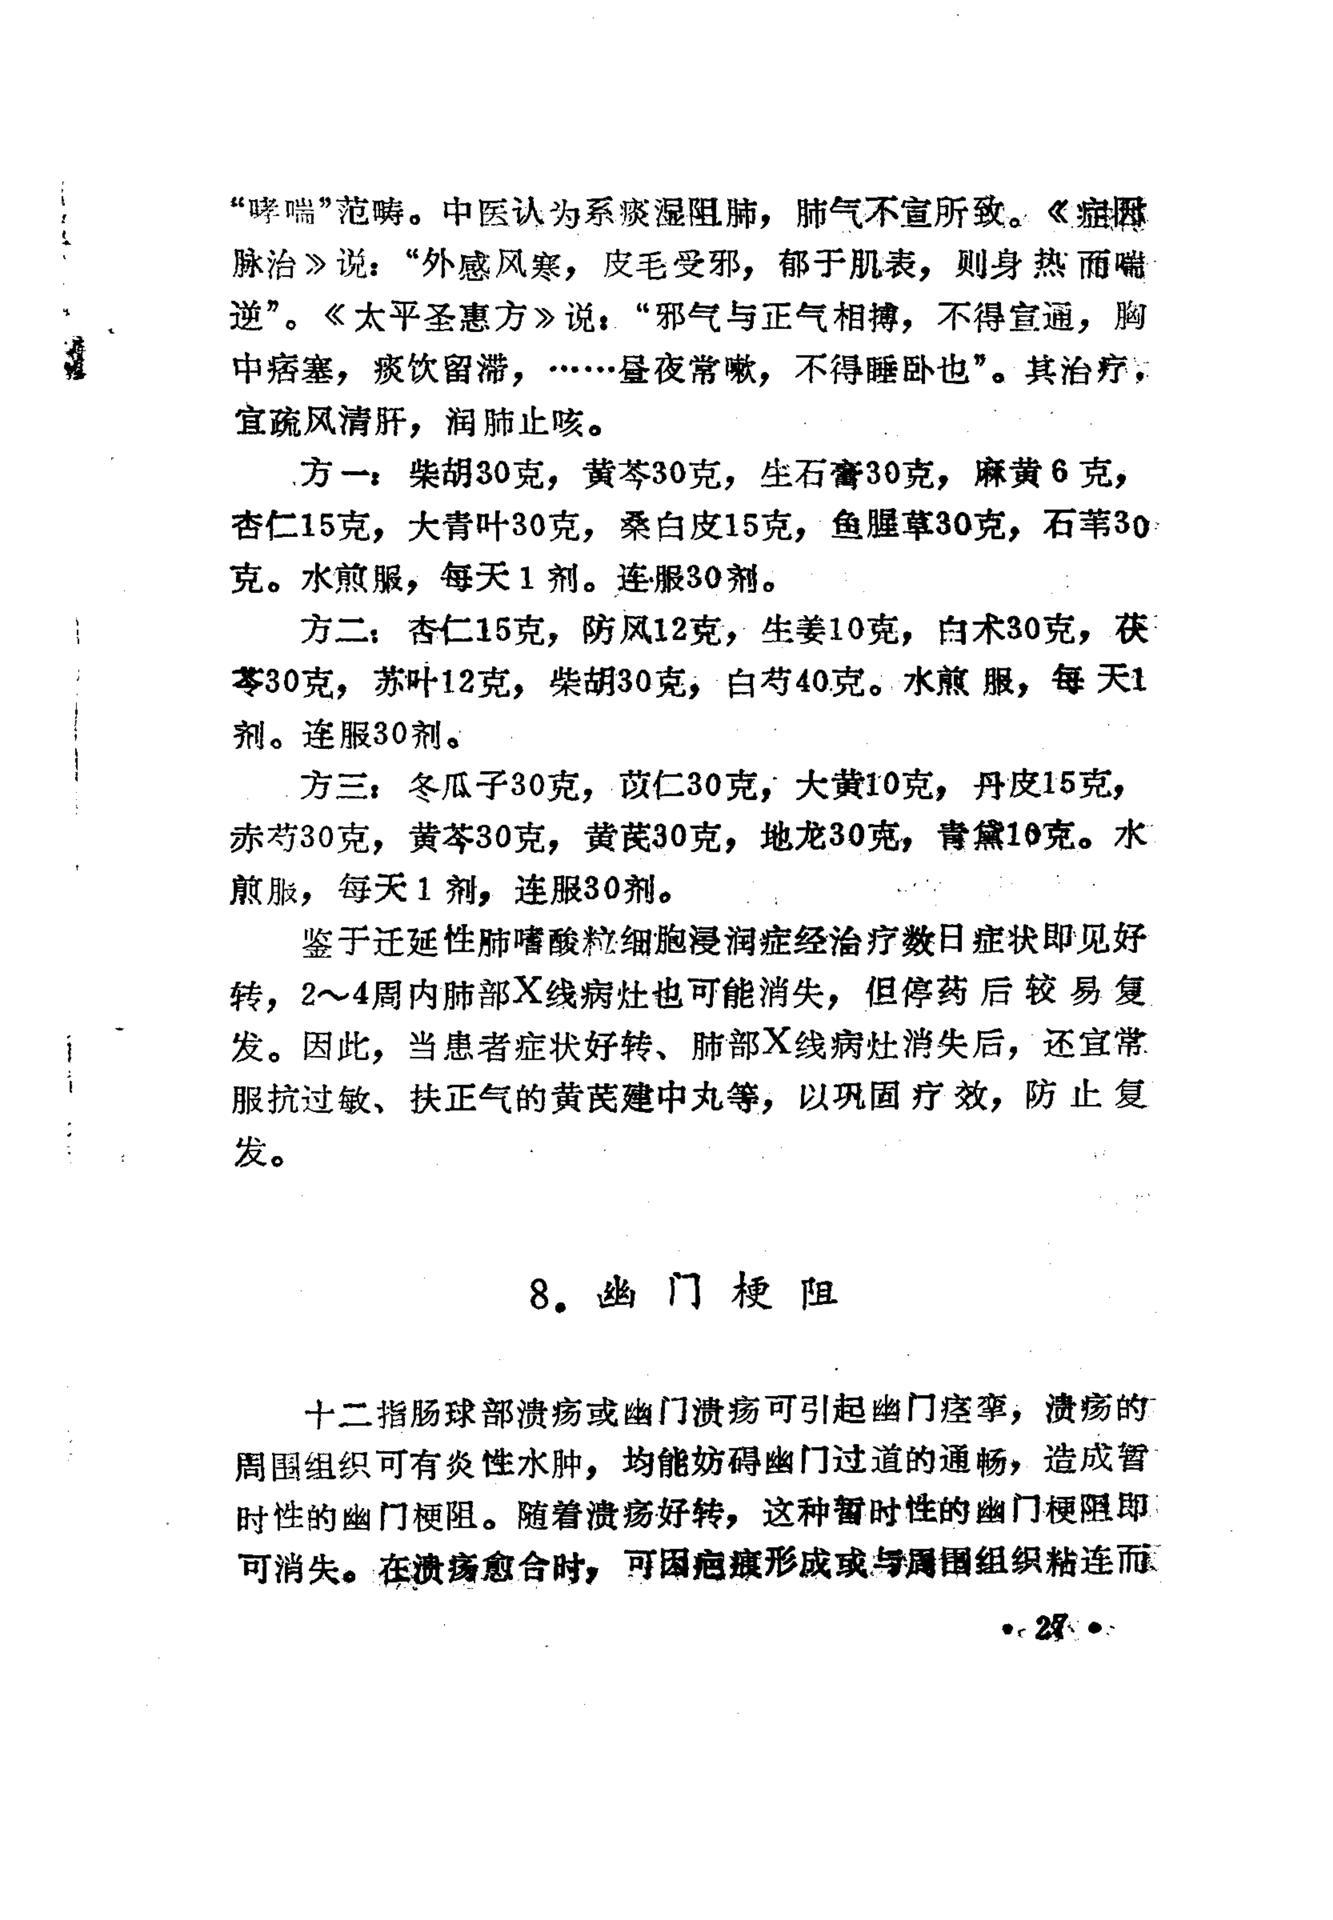 “哮喘”范畴。中医认为系痰湿阻肺，肺气不宣所致。《症因
脉治》说：“外感风寒，皮毛受邪，郁于肌表，则身热而喘
逆”。《太平圣惠方》说：“邪气与正气相搏，不得宣通，胸
中痞塞，痰饮留滞，……昼夜常嗽，不得睡卧也”。其治疗，
宜疏风清肝，润肺止咳。
方一：柴胡30克，黄芩30克，生石膏30克，麻黄6克，
杏仁15克，大青叶30克，桑白皮15克，鱼腥草30克，石苇30
克。水煎服，每天1剂。连服30剂。
方二：杏仁15克，防风12克，生姜10克，白术30克，茯
苓30克，苏叶12克，柴胡30克，白芍40克。水煎服，每天1
剂。连服30剂。
方三：冬瓜子30克，苡仁30克，大黄10克，丹皮15克，
赤芍30克，黄芩30克，黄芪30克，地龙30克，青黛10克。水
煎服，每天1剂，连服30剂。
鉴于迁延性肺嗜酸粒细胞浸润症经治疗数日症状即见好
转，2～4周内肺部X线病灶也可能消失，但停药后较易复
发。因此，当患者症状好转、肺部X线病灶消失后，还宜常
服抗过敏、扶正气的黄芪建中丸等，以巩固疗效，防止复
发。
8．幽门梗阻
十二指肠球部溃疡或幽门溃疡可引起幽门痉挛，溃疡的
周围组织可有炎性水肿，均能妨碍幽门过道的通畅，造成暂
时性的幽门梗阻。随着溃疡好转，这种暂时性的幽门梗阻即
可消失。在溃疡愈合时，可因疤痕形成或与周围组织粘连而
• 27 •